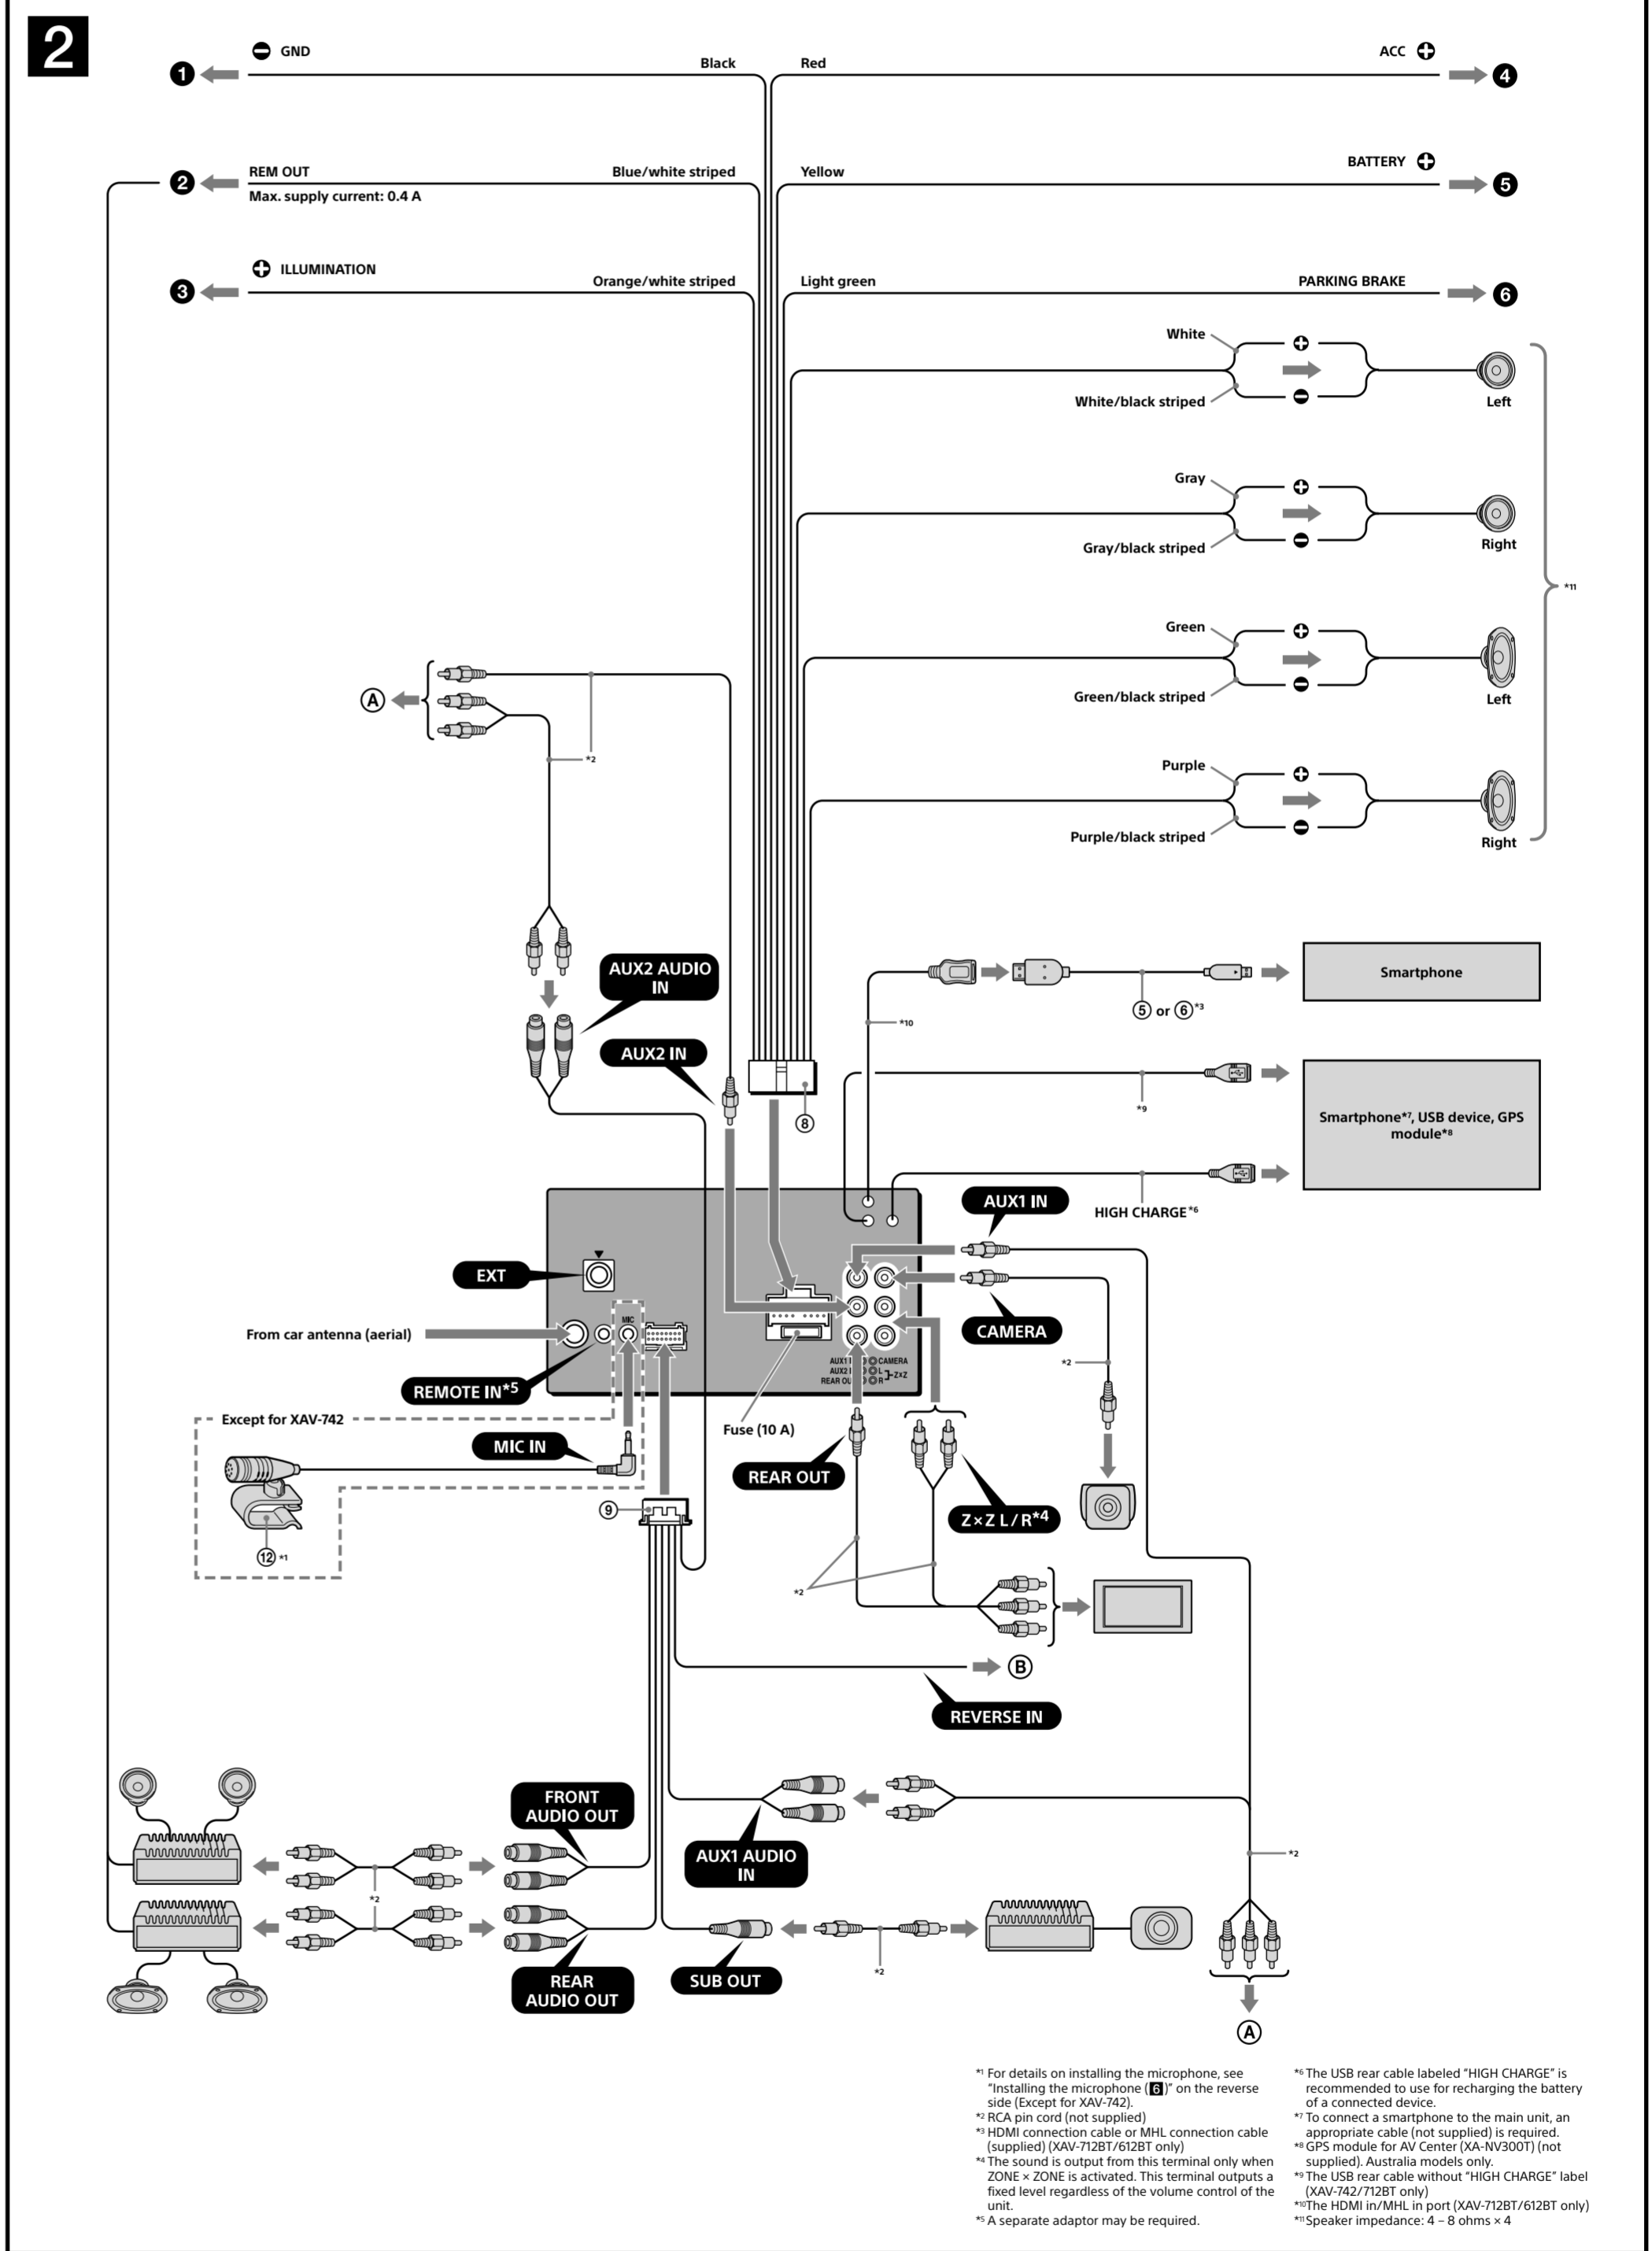 2
GND
Black
Red
ACC
1
4
REM OUT
Blue/white striped
Yellow
BATTERY
2
5
Max. supply current: 0.4 A
ILLUMINATION
Orange/white striped
Light green
PARKING BRAKE
3
6
White
White/black striped
Left
Gray
Gray/black striped
Right
*11
Green
Green/black striped
Left
Purple
Purple/black striped
Right
A
*2
AUX2 AUDIO
IN
AUX2 IN
8
*10
Smartphone
5 or 6*3
*9
Smartphone*7, USB device, GPS
module*8
HIGH CHARGE*6
AUX1 IN
EXT
CAMERA
MIC
From car antenna (aerial)
REMOTE IN*5
AUX1
CAMERA
AUX2
L
Z×Z
REAR OU
R
*2
Except for XAV-742
Fuse (10 A)
MIC IN
REAR OUT
9
Z×Z L/R*4
12 *1
*2
B
REVERSE IN
FRONT
AUDIO OUT
AUX1 AUDIO
IN
*2
*2
REAR
AUDIO OUT
SUB OUT
*2
A
*1 For details on installing the microphone, see
"Installing the microphone (6)" on the reverse
side (Except for XAV-742).
*2 RCA pin cord (not supplied)
*3 HDMI connection cable or MHL connection cable
(supplied) (XAV-712BT/612BT only)
*4 The sound is output from this terminal only when
ZONE × ZONE is activated. This terminal outputs a
fixed level regardless of the volume control of the
unit.
*5 A separate adaptor may be required.
*6 The USB rear cable labeled "HIGH CHARGE" is
recommended to use for recharging the battery
of a connected device.
*7 To connect a smartphone to the main unit, an
appropriate cable (not supplied) is required.
*8 GPS module for AV Center (XA-NV300T) (not
supplied). Australia models only.
*9 The USB rear cable without "HIGH CHARGE" label
(XAV-742/712BT only)
*10 The HDMI in/MHL in port (XAV-712BT/612BT only)
*11 Speaker impedance: 4 – 8 ohms × 4